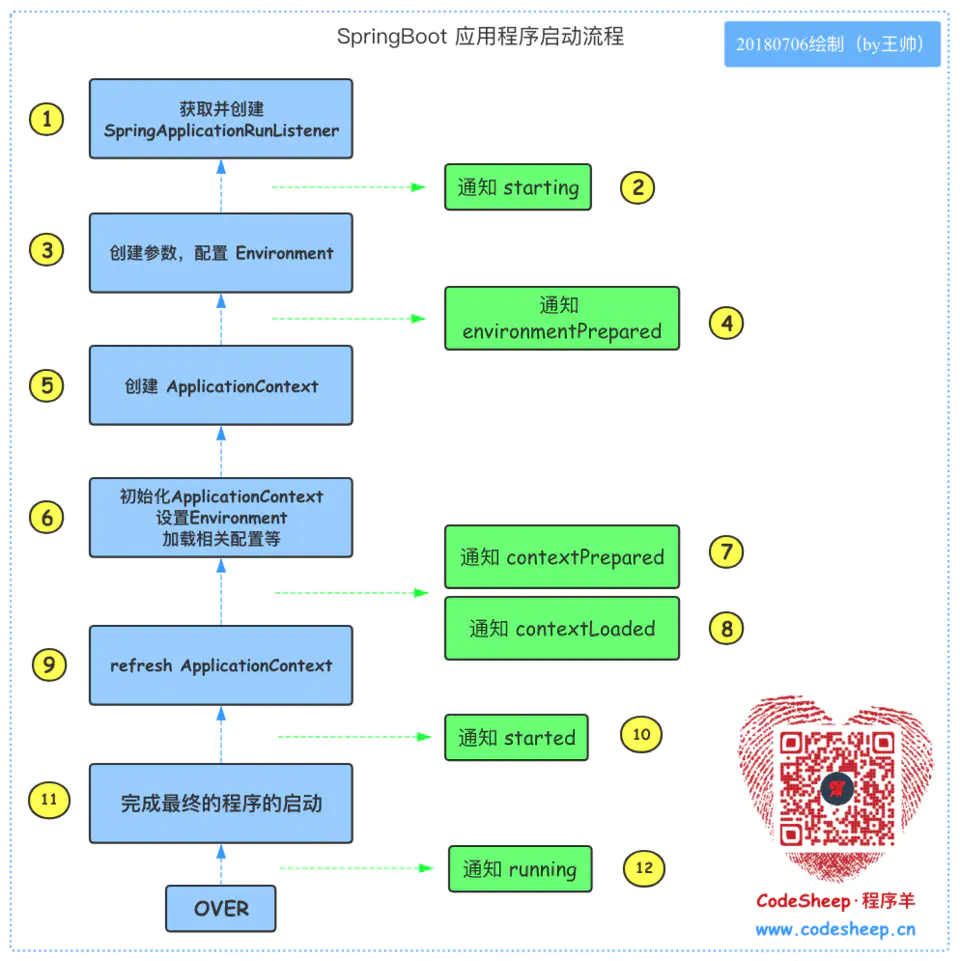 SpringBoot 应用程序启动流程
20180706绘制（by王帅）
1
获取并创建
SpringApplicationRunListener
通知 starting
2
3
创建参数，配置 Environment
通知
environmentPrepared
4
5
创建 ApplicationContext
6
初始化ApplicationContext
设置Environment
加载相关配置等
通知 contextPrepared
7
通知 contextLoaded
8
9
refresh ApplicationContext
通知 started
10
11
完成最终的程序的启动
通知 running
12
OVER
CodeSheep·程序羊
www.codesheep.cn